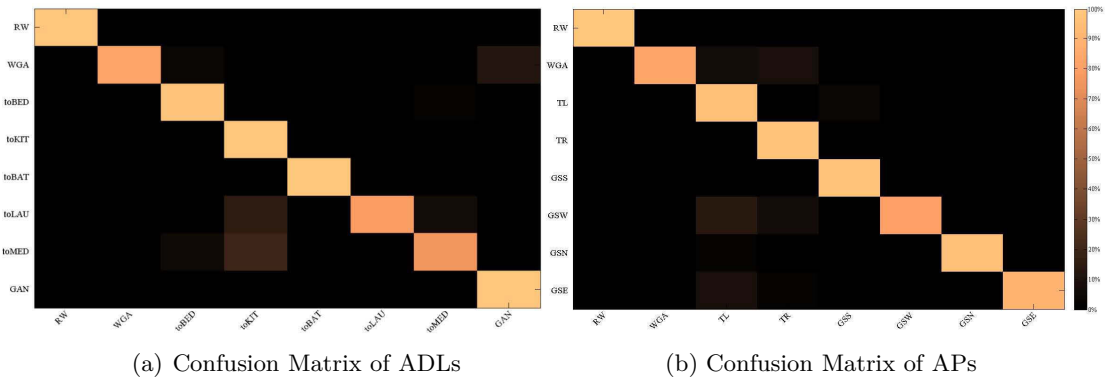 RW
WGA
toBED
toKIT
toBAT
toLAU
toMED
GAN
RW WGA toBED toKIT toBAT toLAU toMED GAN
(a) Confusion Matrix of ADLs
RW
WGA
TL
TR
GSS
GSW
GSN
GSE
RW WGA TL TR GSS GSW GSN GSE
100%
90%
80%
70%
60%
50%
40%
30%
20%
10%
0%
(b) Confusion Matrix of APs